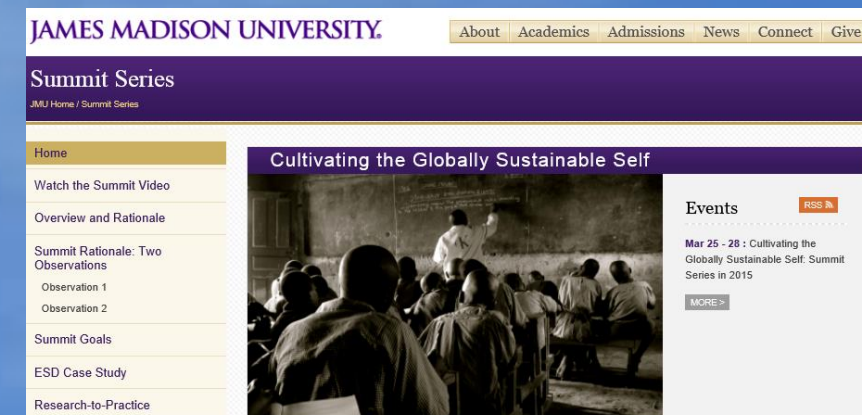 JAMES MADISON UNIVERSITY.
About Academics Admissions News Connect Give
Summit Series
JMU Home / Summit Series
Home
Watch the Summit Video
Overview and Rationale
Summit Rationale: Two
Observations
Observation 1
Observation 2
Summit Goals
ESD Case Study
Research-to-Practice
Cultivating the Globally Sustainable Self
Events
RSS
Mar 25 - 28 : Cultivating the
Globally Sustainable Self: Summit
Series in 2015
MORE >